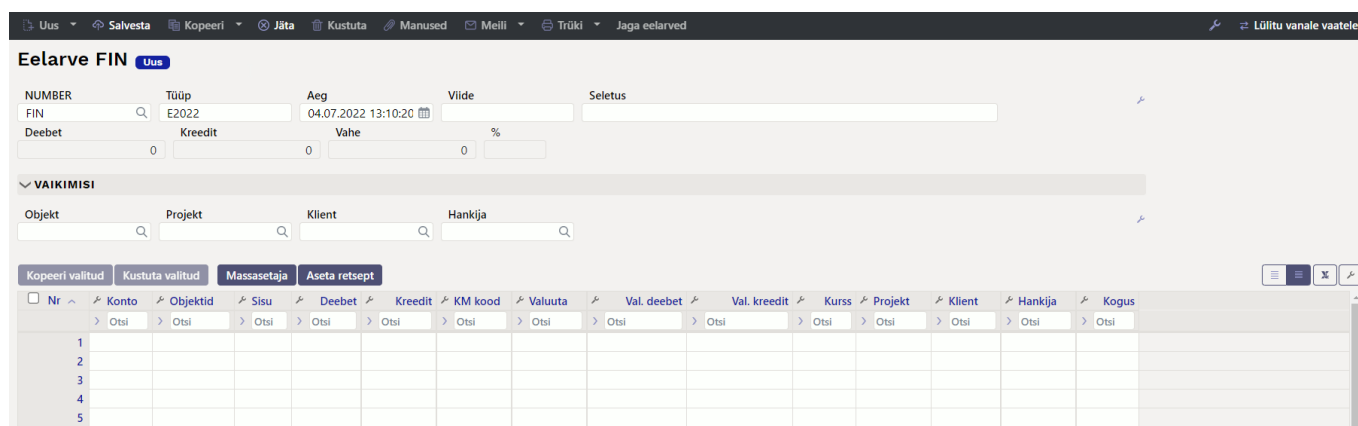 Uus Salvesta Kopeeri Jäta Kustuta Manused Meili Trüki Jaga eelarved Lülitu vanale vaatele
Eelarve FIN Uus
NUMBER Tüüp Aeg Viide Seletus
FIN E2022 04.07.2022 13:10:20
Deebet Kreedit Vahe %
0 0 0
VAIKIMISI
Objekt Projekt Klient Hankija
Kopeeri valitud Kustuta valitud Massasetaja Aseta retsept
Nr Konto Objektid Sisu Deebet Kreedit KM kood Valuuta Val. deebet Val. kreedit Kurss Projekt Klient Hankija Kogus
> Otsi > Otsi > Otsi > Otsi > Otsi > Otsi > Otsi > Otsi > Otsi > Otsi > Otsi > Otsi > Otsi > Otsi
1
2
3
4
5